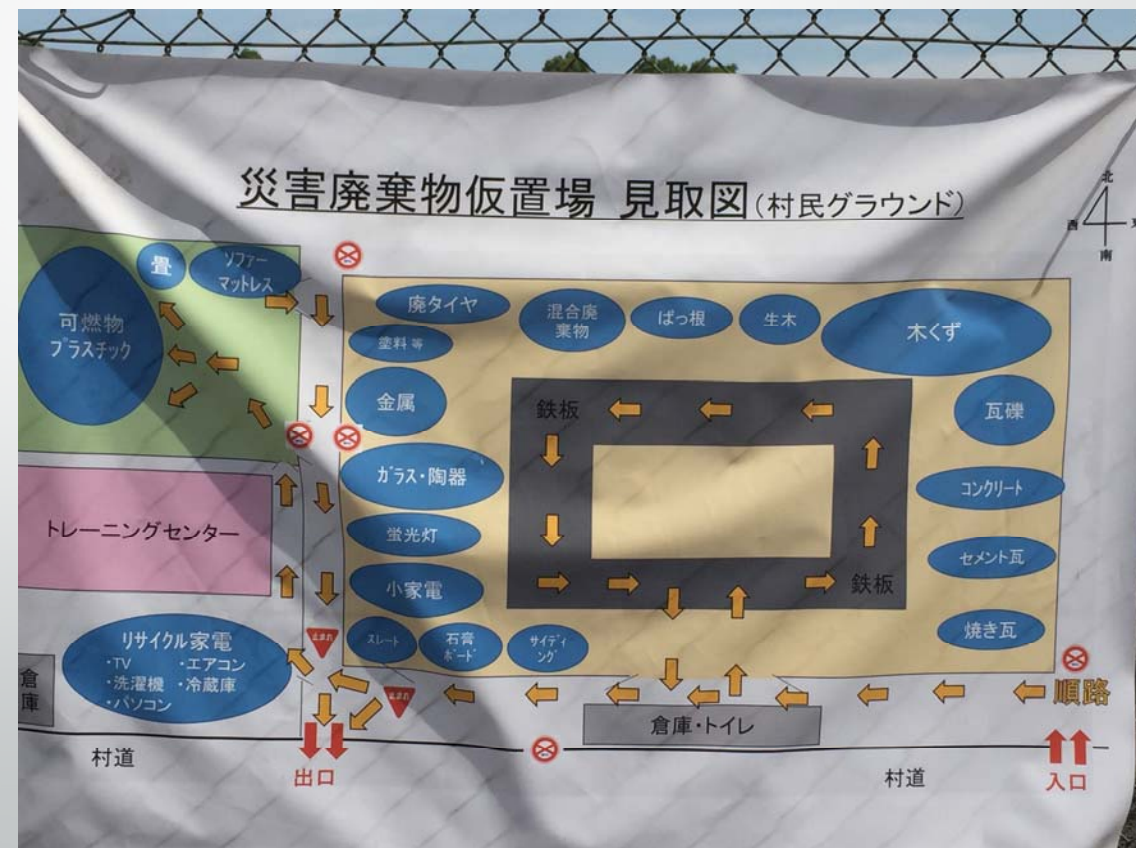 災害廃棄物仮置場 見取図(村民グラウンド)
北
西
南
畳
ソファー
マットレス
可燃物
プラスチック
廃タイヤ
混合廃
棄物
ばっ根
生木
木くず
塗料 等
金属
鉄板
瓦礫
ガラス・陶器
コンクリート
トレーニングセンター
蛍光灯
セメント瓦
小家電
鉄板
スレート
石膏
ボード
サイディ
ング
焼き瓦
リサイクル家電
・TV ・エアコン
・洗濯機 ・冷蔵庫
・パソコン
止まれ
止まれ
倉庫
順路
倉庫・トイレ
村道
出口
村道
入口